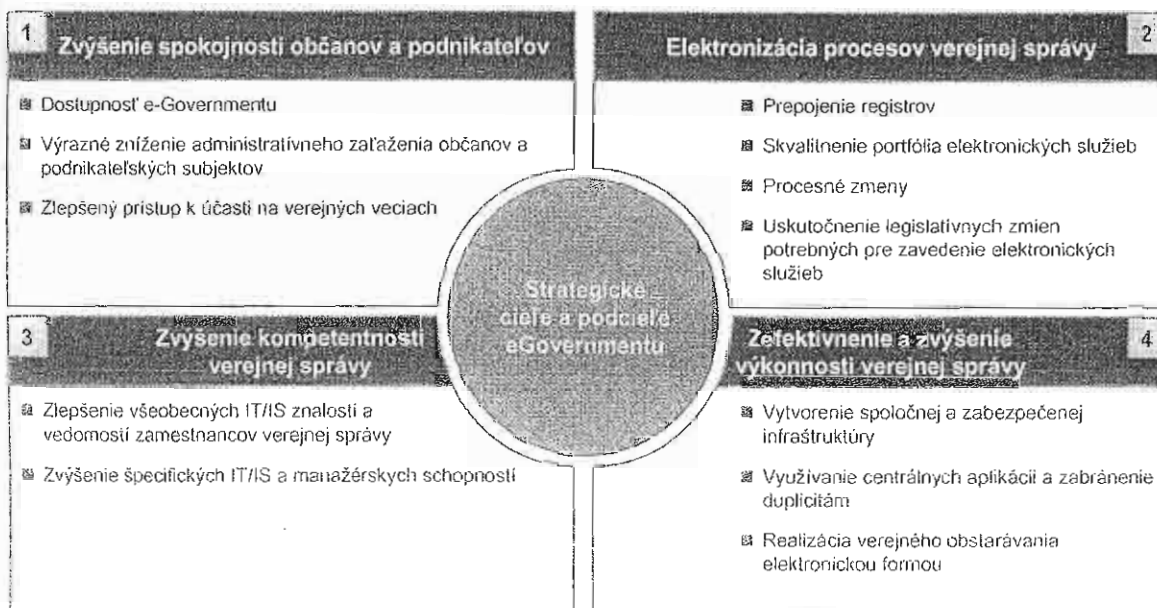 1
Zvýšenie spokojnosti občanov a podnikateľov
Dostupnosť e-Governmentu
Výrazné zníženie administratívneho zaťaženia občanov a
podnikateľských subjektov
Zlepšený prístup k účasti na verejných veciach
2
Elektronizácia procesov verejnej správy
Prepojenie registrov
Skvalitnenie portfólia elektronických služieb
Procesné zmeny
Uskutočnenie legislatívnych zmien
potrebných pre zavedenie elektronických
služieb
Strategické
ciele a podciele
eGovernmentu
3
Zvýšenie kompetentnosti
verejnej správy
Zlepšenie všeobecných IT/IS znalostí a
vedomostí zamestnancov verejnej správy
Zvýšenie špecifických IT/IS a manažérskych schopností
4
Zefektívnenie a zvýšenie
výkonnosti verejnej správy
Vytvorenie spoločnej a zabezpečenej
infraštruktúry
Využívanie centrálnych aplikácií a zabránenie
duplicitám
Realizácia verejného obstarávania
elektronickou formou